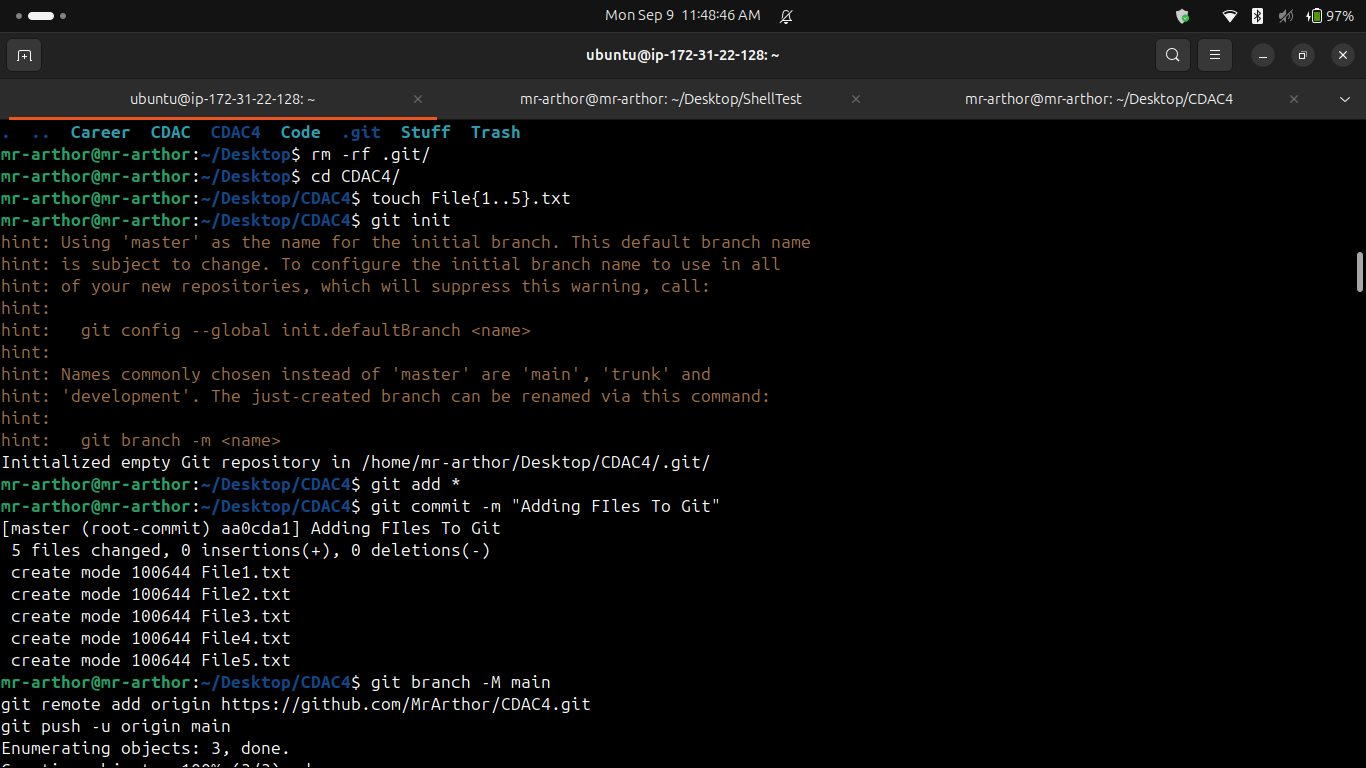 Mon Sep 9 11:48:46 AM
97%
ubuntu@ip-172-31-22-128: ~
ubuntu@ip-172-31-22-128: ~
mr-arthor@mr-arthor: ~/Desktop/ShellTest
mr-arthor@mr-arthor: ~/Desktop/CDAC4
.  ..  Career  CDAC  CDAC4  Code  .git  Stuff  Trash
mr-arthor@mr-arthor:~/Desktop$ rm -rf .git/
mr-arthor@mr-arthor:~/Desktop$ cd CDAC4/
mr-arthor@mr-arthor:~/Desktop/CDAC4$ touch File{1..5}.txt
mr-arthor@mr-arthor:~/Desktop/CDAC4$ git init
hint: Using 'master' as the name for the initial branch. This default branch name
hint: is subject to change. To configure the initial branch name to use in all
hint: of your new repositories, which will suppress this warning, call:
hint:
hint:   git config --global init.defaultBranch <name>
hint:
hint: Names commonly chosen instead of 'master' are 'main', 'trunk' and
hint: 'development'. The just-created branch can be renamed via this command:
hint:
hint:   git branch -m <name>
Initialized empty Git repository in /home/mr-arthor/Desktop/CDAC4/.git/
mr-arthor@mr-arthor:~/Desktop/CDAC4$ git add *
mr-arthor@mr-arthor:~/Desktop/CDAC4$ git commit -m "Adding FIles To Git"
[master (root-commit) aa0cda1] Adding FIles To Git
 5 files changed, 0 insertions(+), 0 deletions(-)
 create mode 100644 File1.txt
 create mode 100644 File2.txt
 create mode 100644 File3.txt
 create mode 100644 File4.txt
 create mode 100644 File5.txt
mr-arthor@mr-arthor:~/Desktop/CDAC4$ git branch -M main
git remote add origin https://github.com/MrArthor/CDAC4.git
git push -u origin main
Enumerating objects: 3, done.